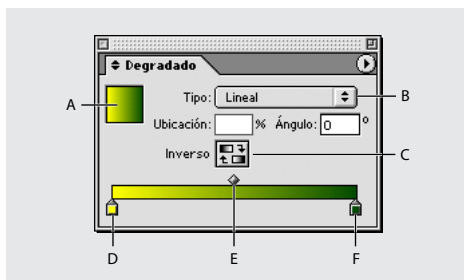 Degradado
A
Tipo: Lineal
B
Ubicación: % Ángulo: 0 °
Inverso
C
D E F